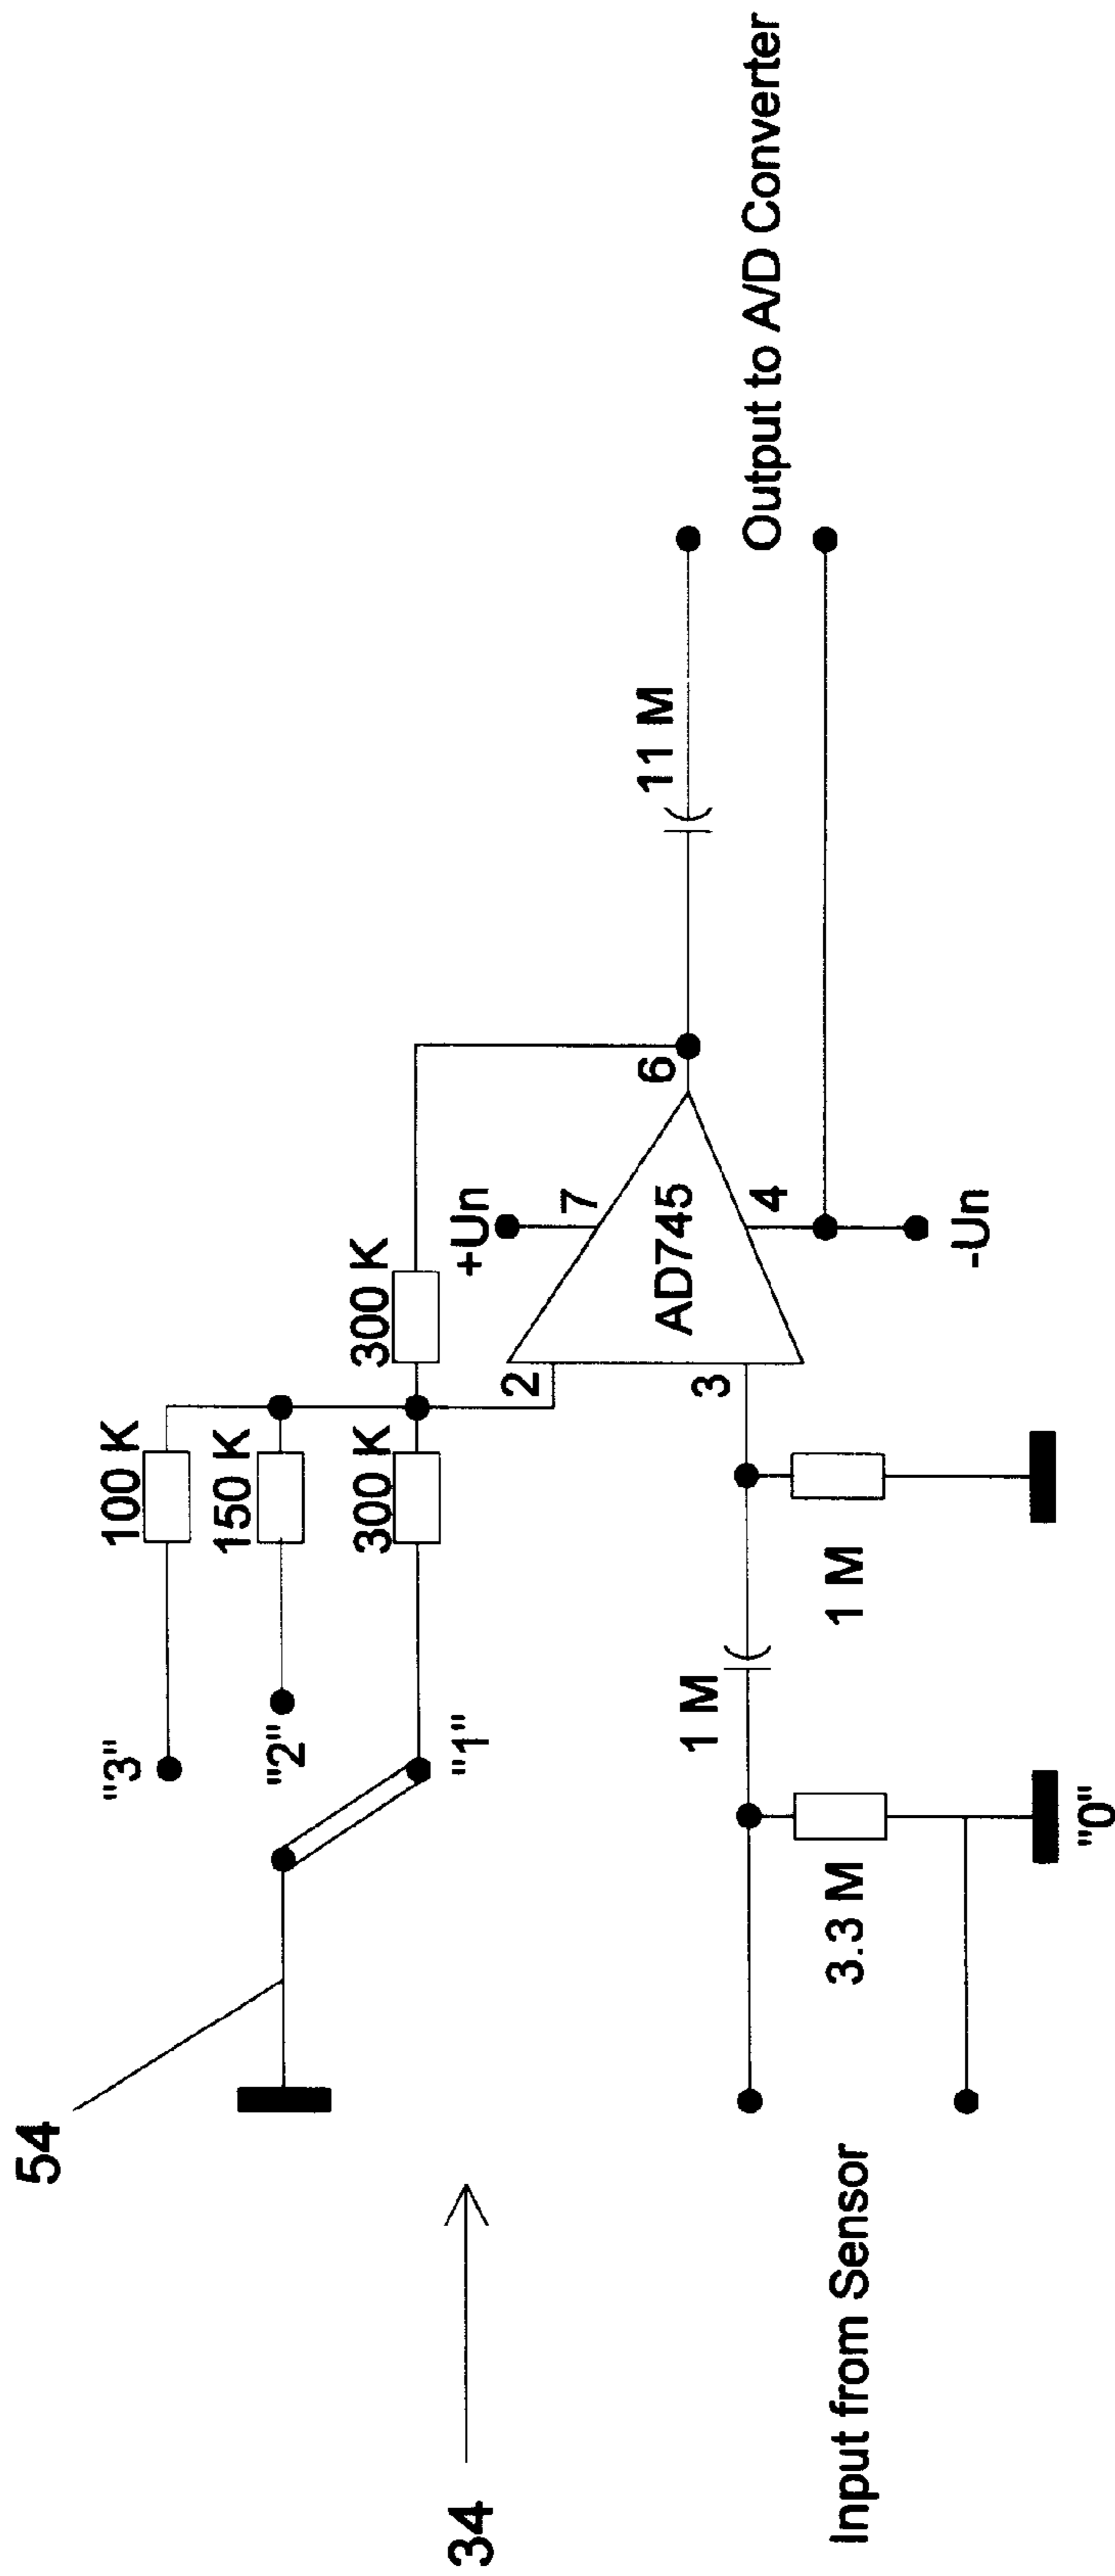 54
34
"3"
100 K
"2"
150 K
"1"
300 K
300 K
+Un
7
2
6
AD745
3
4
-Un
11 M
Output to A/D Converter
1 M
1 M
3.3 M
"0"
Input from Sensor